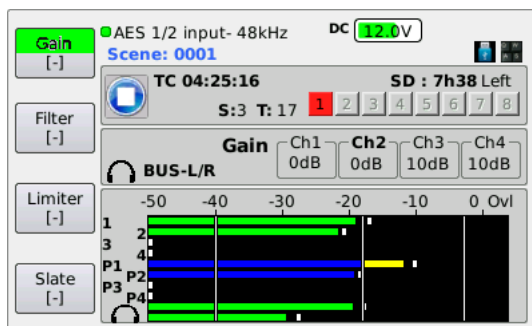 Gain
[-]
AES 1/2 input- 48kHz
DC 12.0V
Scene: 0001
TC 04:25:16
SD : 7h38 Left
S:3 T: 17
1 2 3 4 5 6 7 8
Filter
[-]
Gain
Ch1 Ch2 Ch3 Ch4
0dB 0dB 10dB 10dB
BUS-L/R
Limiter
[-]
-50 -40 -30 -20 -10 0 Ovl
1
2
3
4
P1
P2
P3
P4
Slate
[-]